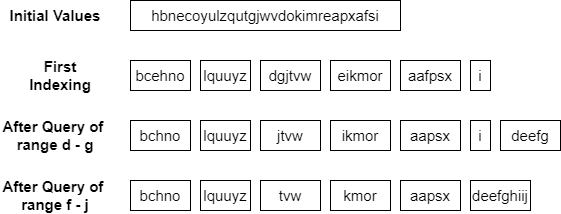 Initial Values
hbnecoyulzqutgjwvdokimreapxafsi
First
Indexing
bcehno lquuyz dgjtvw eikmor aafpsx i
After Query of
range d - g
bchno lquuyz jtvw ikmor aapsx i deefg
After Query of
range f - j
bchno lquuyz tvw kmor aapsx deefghiij